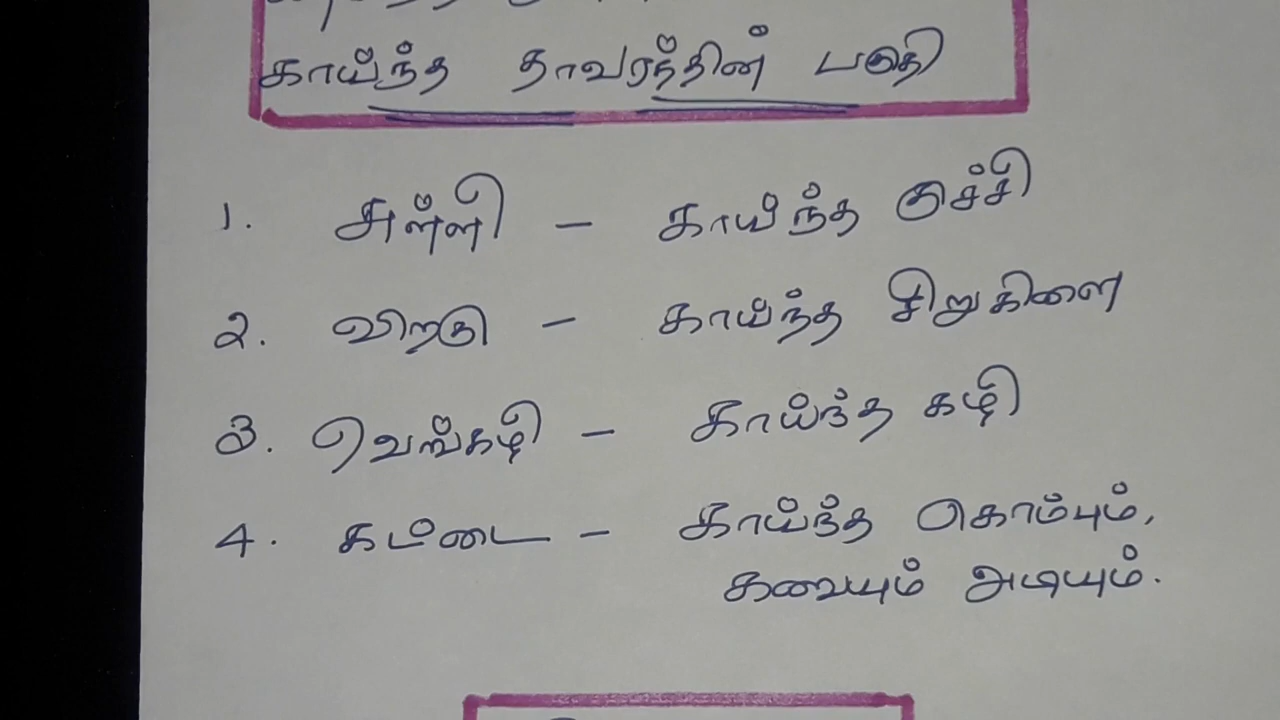 காய்ந்த தாவரத்தின் பகுதி
1. சுள்ளி – காய்ந்த குச்சி
2. விறகு – காய்ந்த சிறுகிளை
3. வெங்கழி – காய்ந்த கழி
4. கட்டை – காய்ந்த கொம்பும்,
கவையும் அடியும்.